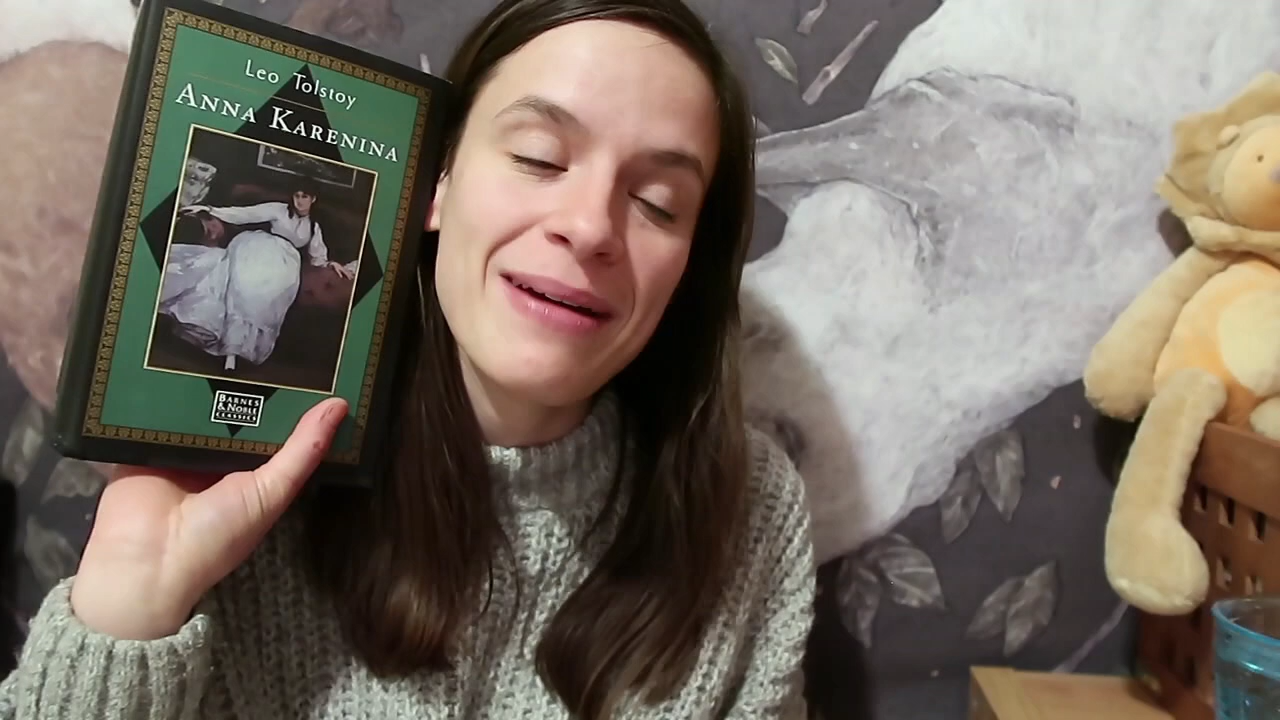 Leo Tolstoy
ANNA KARENINA
BARNES
& NOBLE
CLASSICS